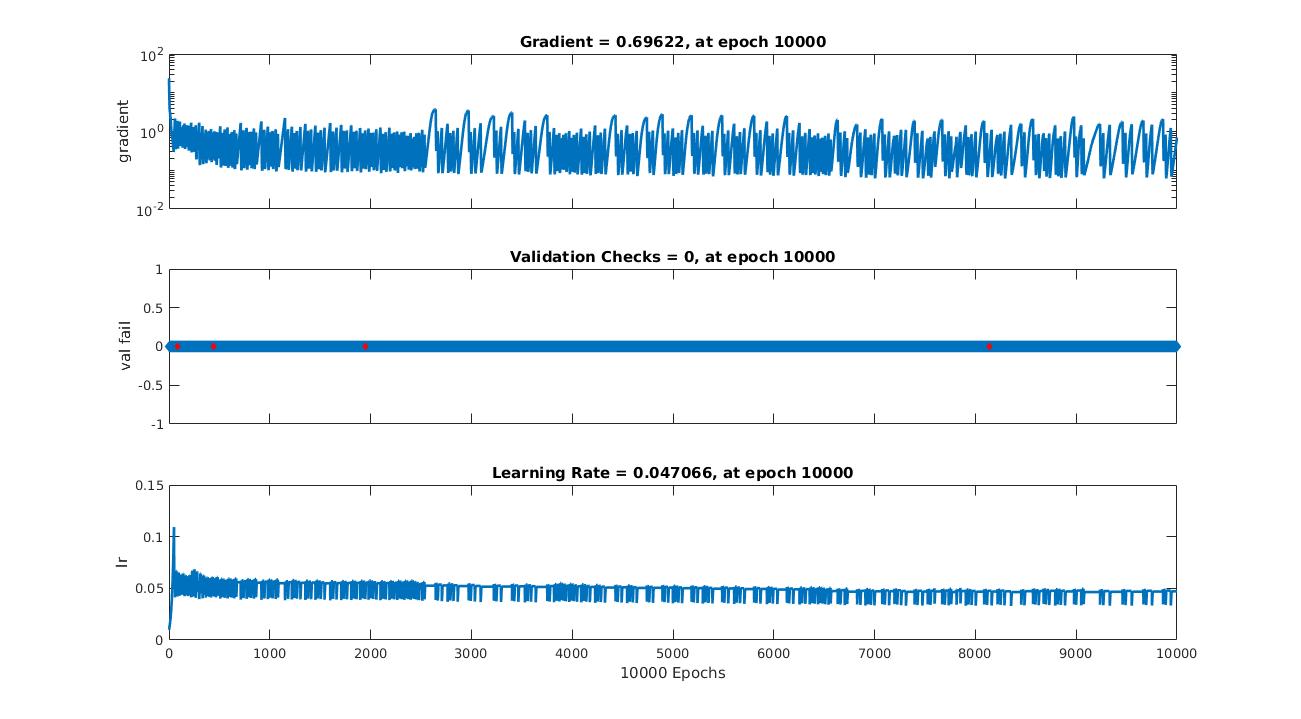 Gradient = 0.69622, at epoch 10000
10^2
10^0
10^-2
gradient
Validation Checks = 0, at epoch 10000
1
0.5
0
-0.5
-1
val fail
Learning Rate = 0.047066, at epoch 10000
0.15
0.1
0.05
0
lr
0 1000 2000 3000 4000 5000 6000 7000 8000 9000 10000
10000 Epochs